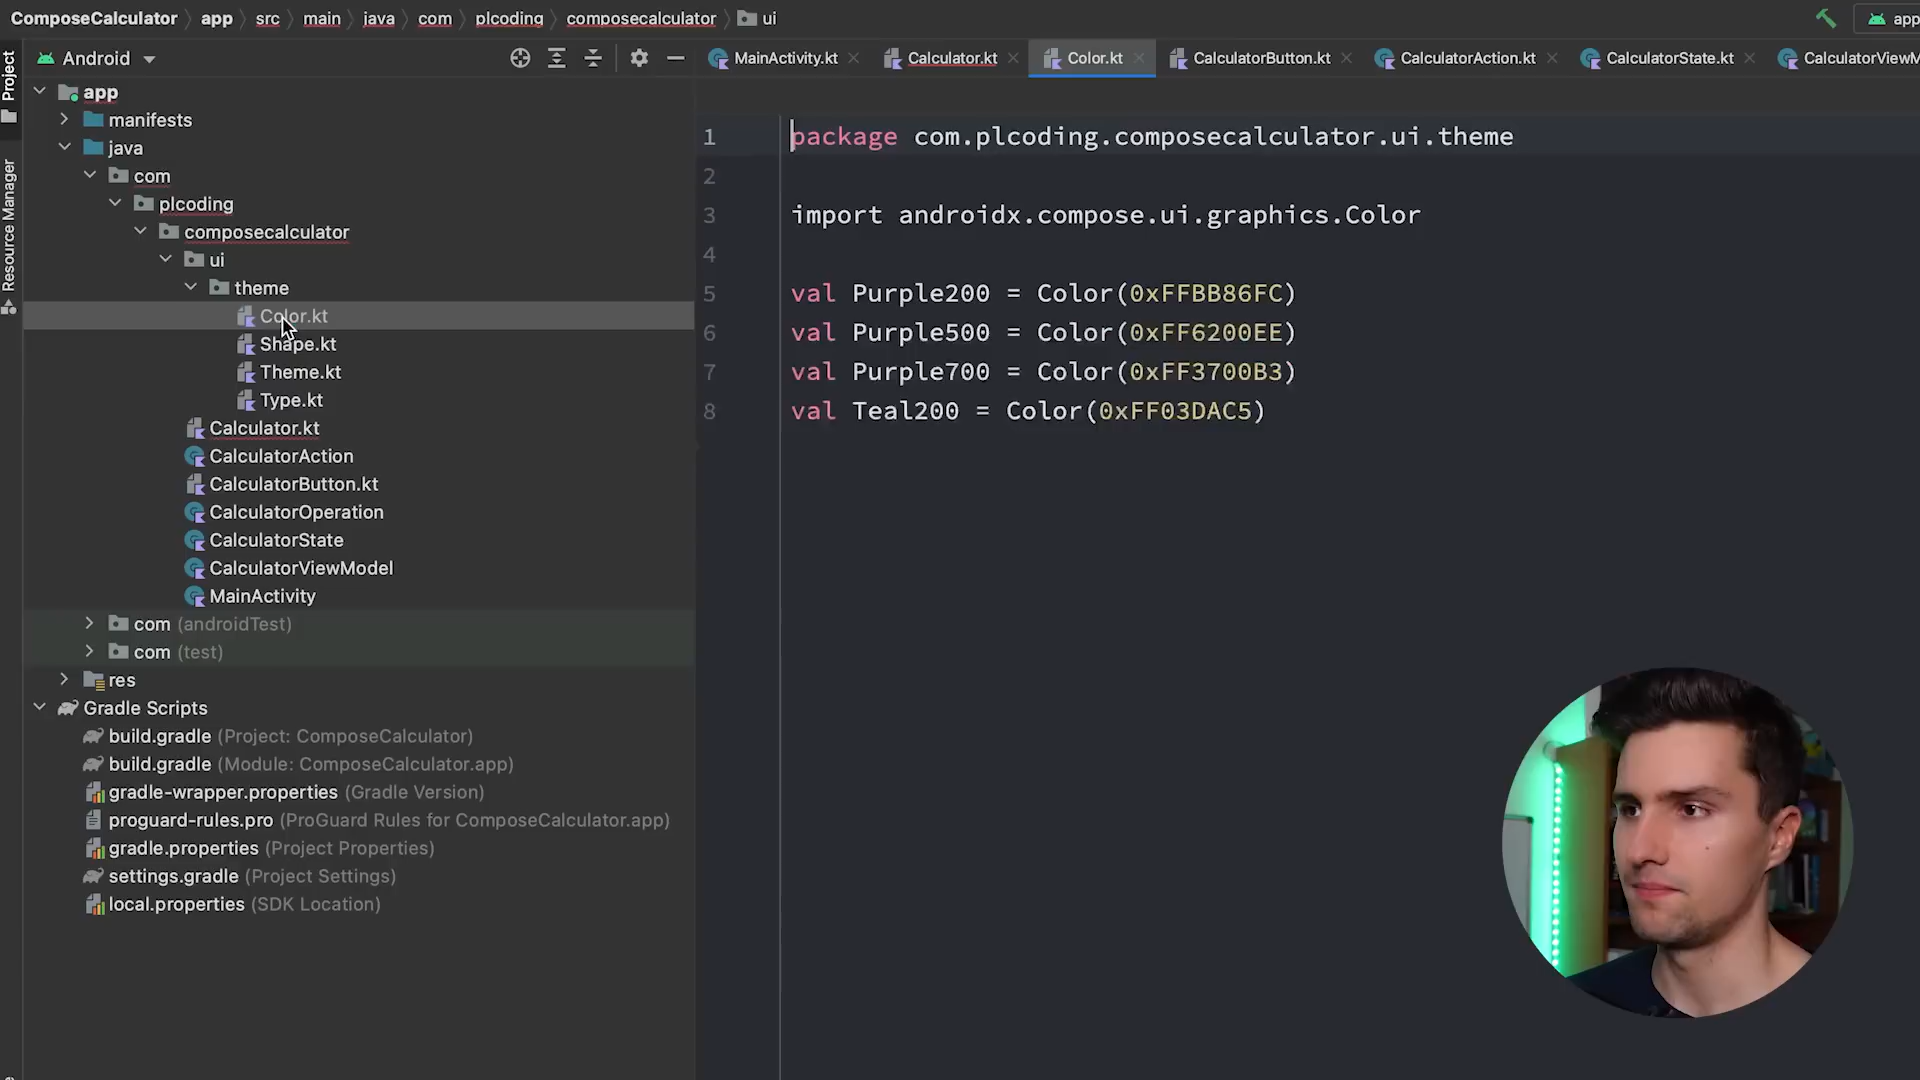 ComposeCalculator app src main java com plcoding composecalculator ui
app
Project
Resource Manager
Android
MainActivity.kt Calculator.kt Color.kt CalculatorButton.kt CalculatorAction.kt CalculatorState.kt CalculatorViewM
app
manifests
java
com
plcoding
composecalculator
ui
theme
Color.kt
Shape.kt
Theme.kt
Type.kt
Calculator.kt
CalculatorAction
CalculatorButton.kt
CalculatorOperation
CalculatorState
CalculatorViewModel
MainActivity
com (androidTest)
com (test)
res
Gradle Scripts
build.gradle (Project: ComposeCalculator)
build.gradle (Module: ComposeCalculator.app)
gradle-wrapper.properties (Gradle Version)
proguard-rules.pro (ProGuard Rules for ComposeCalculator.app)
gradle.properties (Project Properties)
settings.gradle (Project Settings)
local.properties (SDK Location)
1 package com.plcoding.composecalculator.ui.theme
2
3 import androidx.compose.ui.graphics.Color
4
5 val Purple200 = Color(0xFFBB86FC)
6 val Purple500 = Color(0xFF6200EE)
7 val Purple700 = Color(0xFF3700B3)
8 val Teal200 = Color(0xFF03DAC5)